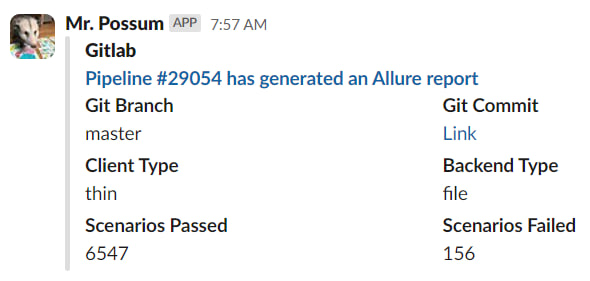 Mr. Possum APP 7:57 AM
Gitlab
Pipeline #29054 has generated an Allure report
Git Branch Git Commit
master Link
Client Type Backend Type
thin file
Scenarios Passed Scenarios Failed
6547 156